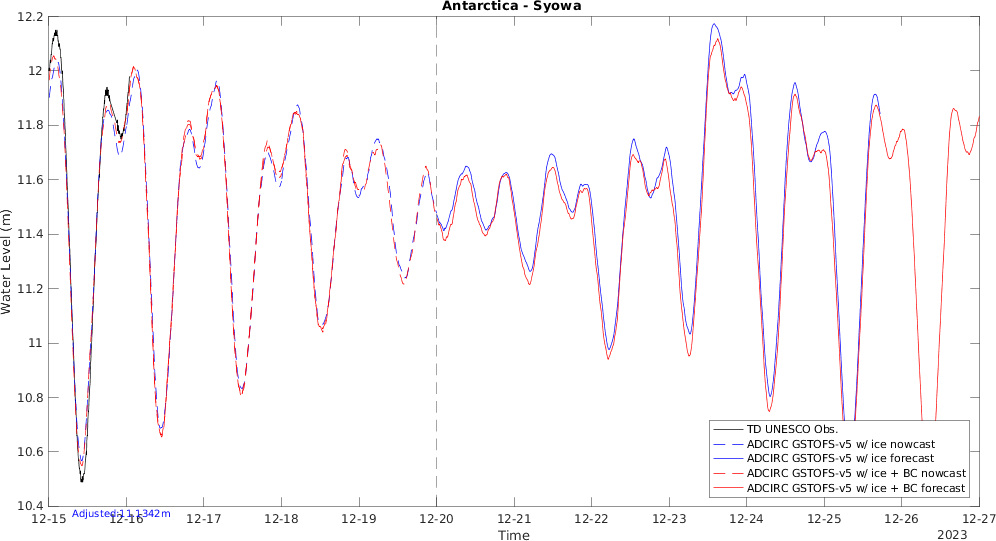 Antarctica - Syowa
Water Level (m)
12.2
12
11.8
11.6
11.4
11.2
11
10.8
10.6
10.4
TD UNESCO Obs.
ADCIRC GSTOFS-v5 w/ ice nowcast
ADCIRC GSTOFS-v5 w/ ice forecast
ADCIRC GSTOFS-v5 w/ ice + BC nowcast
ADCIRC GSTOFS-v5 w/ ice + BC forecast
Adjusted:11.1342m
12-15 12-16 12-17 12-18 12-19 12-20 12-21 12-22 12-23 12-24 12-25 12-26 12-27
Time
2023